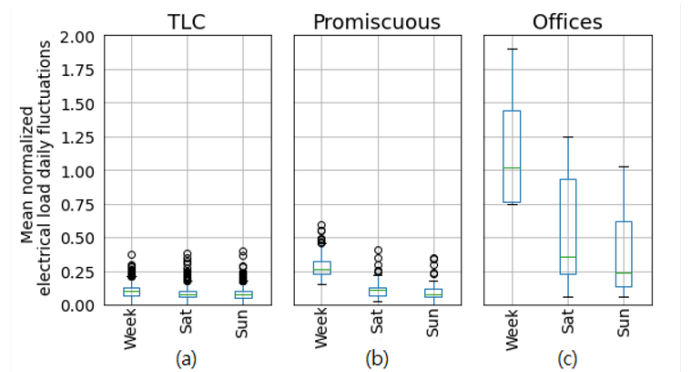 TLC
Promiscuous
Offices
Mean normalized
electrical load daily fluctuations
2.00
1.75
1.50
1.25
1.00
0.75
0.50
0.25
0.00
Week
Sat
Sun
Week
Sat
Sun
Week
Sat
Sun
(a)
(b)
(c)